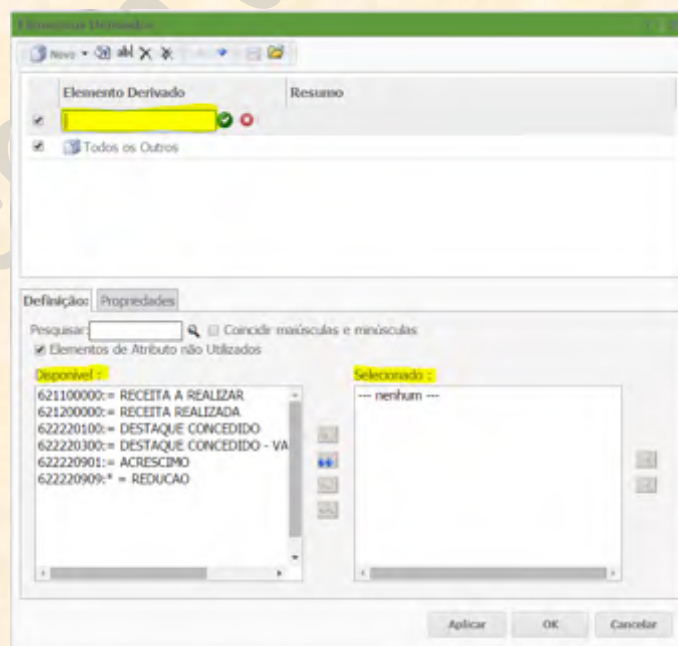 Elementos Derivados
Novo
abl
Elemento Derivado Resumo
Todos os Outros
Definição: Propriedades
Pesquisar: Coincidir maiúsculas e minúsculas
Elementos de Atributo não Utilizados
Disponível : Selecionado :
621100000:= RECEITA A REALIZAR --- nenhum ---
621200000:= RECEITA REALIZADA
622220100:= DESTAQUE CONCEDIDO
622220300:= DESTAQUE CONCEDIDO - VA
622220901:= ACRESCIMO
622220909:* = REDUCAO
Aplicar OK Cancelar